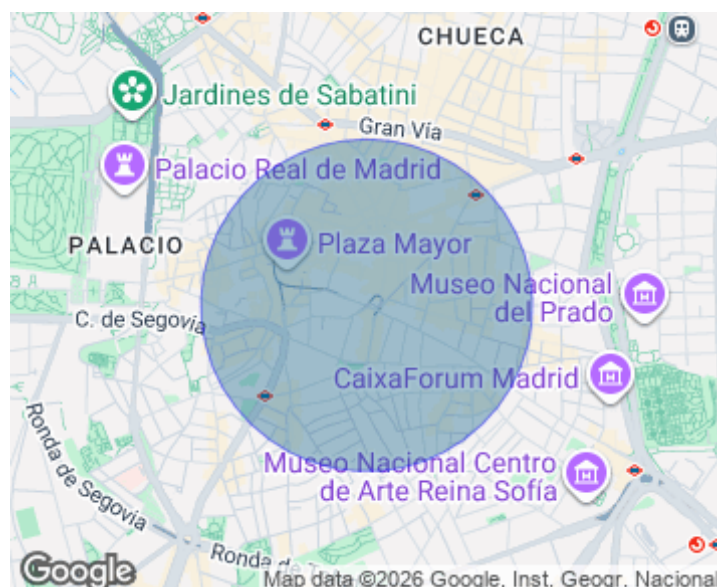 CHUECA
Jardines de Sabatini
Gran Vía
Palacio Real de Madrid
PALACIO
Plaza Mayor
Museo Nacional
del Prado
C. de Segovia
CaixaForum Madrid
Ronda de Segovia
Museo Nacional Centro
de Arte Reina Sofía
Ronda de T
Google
Map data ©2026 Google, Inst. Geogr. Nacional